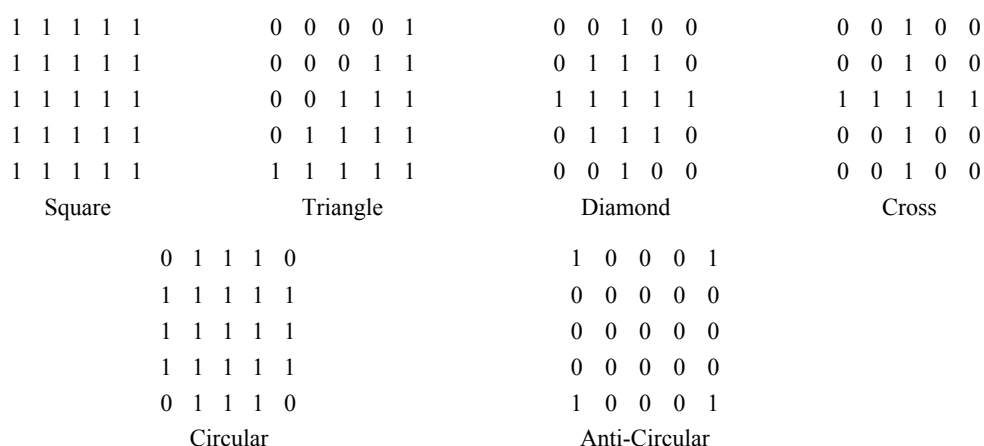 1 1 1 1 1 0 0 0 0 1 0 0 1 0 0 0 0 1 0 0
1 1 1 1 1 0 0 0 1 1 0 1 1 1 0 0 0 1 0 0
1 1 1 1 1 0 0 1 1 1 1 1 1 1 1 1 1 1 1 1
1 1 1 1 1 0 1 1 1 1 0 1 1 1 0 0 0 1 0 0
1 1 1 1 1 1 1 1 1 1 0 0 1 0 0 0 0 1 0 0
Square Triangle Diamond Cross
0 1 1 1 0 1 0 0 0 1
1 1 1 1 1 0 0 0 0 0
1 1 1 1 1 0 0 0 0 0
1 1 1 1 1 0 0 0 0 0
0 1 1 1 0 1 0 0 0 1
Circular Anti-Circular